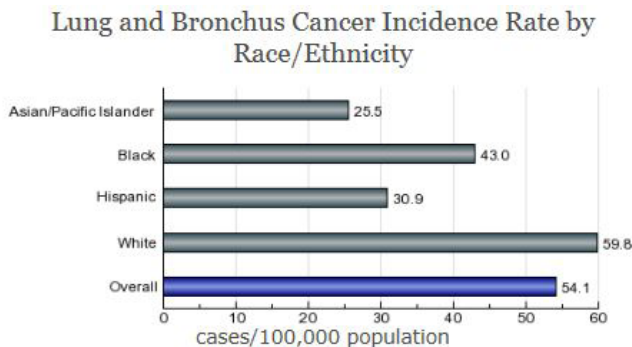 Lung and Bronchus Cancer Incidence Rate by
Race/Ethnicity
Asian/Pacific Islander 25.5
Black 43.0
Hispanic 30.9
White 59.8
Overall 54.1
0 10 20 30 40 50 60
cases/100,000 population